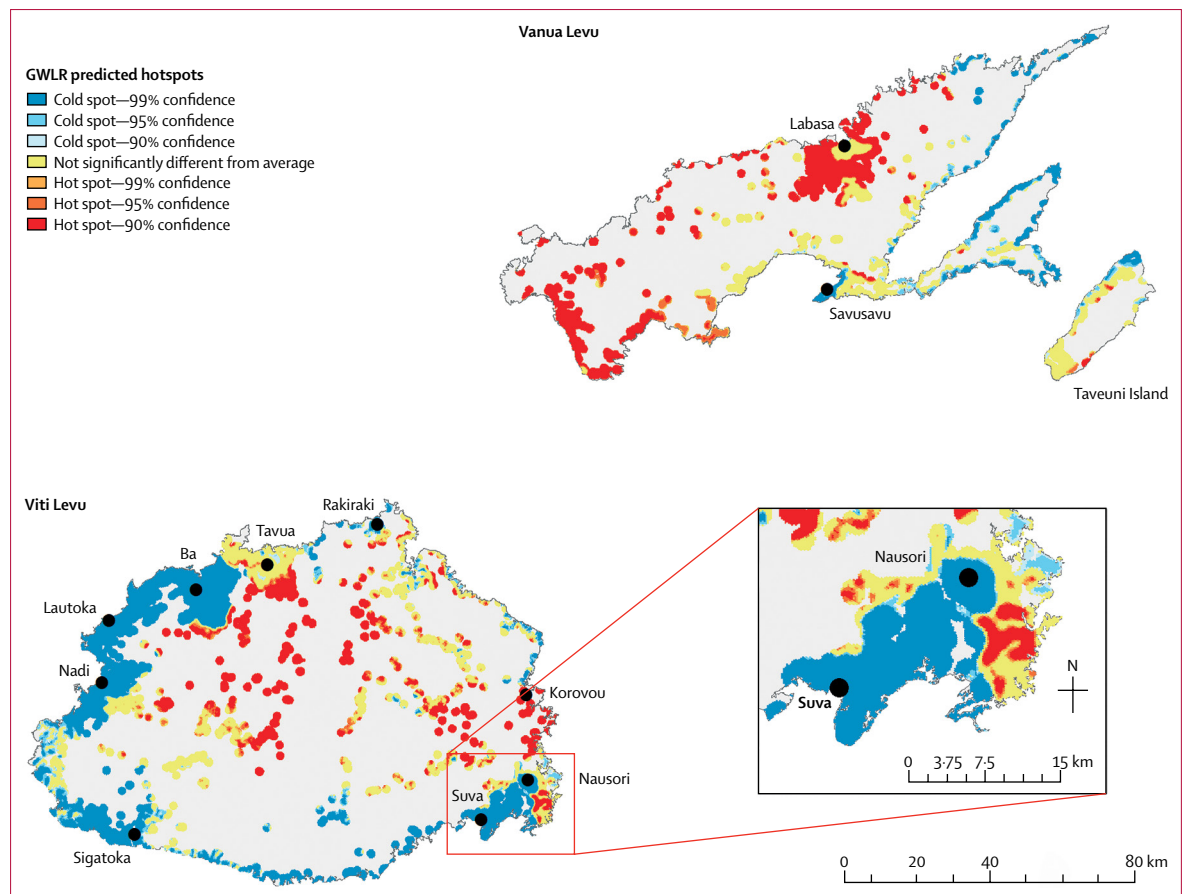 Vanua Levu
GWLR predicted hotspots
Cold spot—99% confidence
Cold spot—95% confidence
Cold spot—90% confidence
Not significantly different from average
Hot spot—99% confidence
Hot spot—95% confidence
Hot spot—90% confidence
Labasa
Savusavu
Taveuni Island
Viti Levu
Rakiraki
Tavua
Ba
Lautoka
Nadi
Korovou
Nausori
Suva
Sigatoka
Nausori
Suva
N
0 3·75 7·5 15 km
0 20 40 80 km